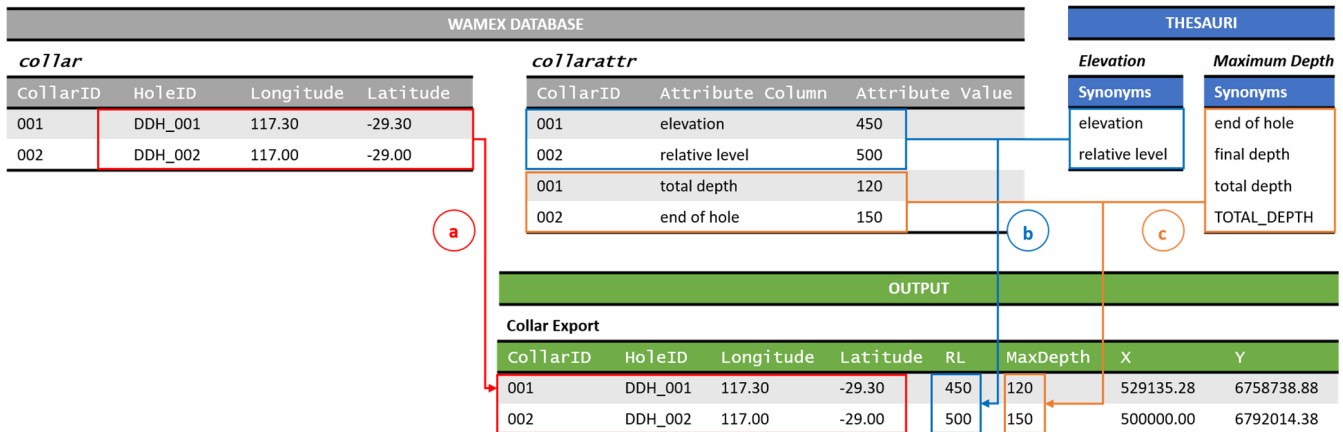 WAMEX DATABASE THESAURI
collar collarattr Elevation Maximum Depth
CollarID HoleID Longitude Latitude CollarID Attribute Column Attribute Value Synonyms Synonyms
001 DDH_001 117.30 -29.30 001 elevation 450 elevation end of hole
002 DDH_002 117.00 -29.00 002 relative level 500 relative level final depth
001 total depth 120 total depth
002 end of hole 150 TOTAL_DEPTH
a b c
OUTPUT
Collar Export
CollarID HoleID Longitude Latitude RL MaxDepth X Y
001 DDH_001 117.30 -29.30 450 120 529135.28 6758738.88
002 DDH_002 117.00 -29.00 500 150 500000.00 6792014.38